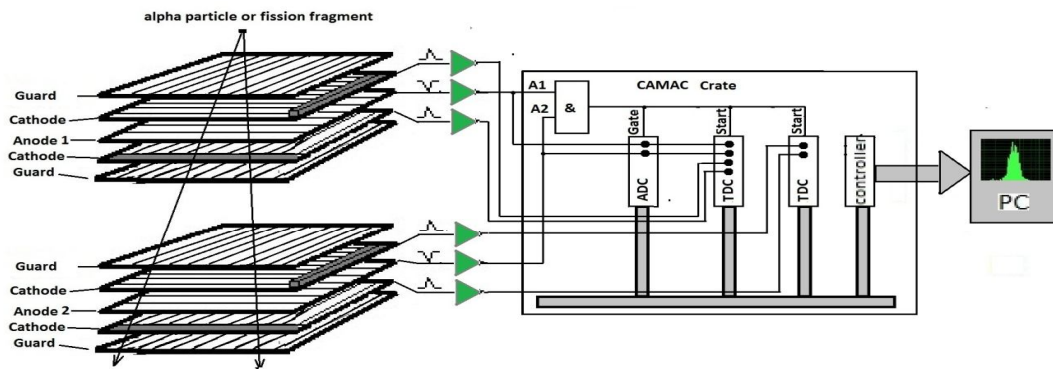 alpha particle or fission fragment
Guard
Cathode
Anode 1
Cathode
Guard
Guard
Cathode
Anode 2
Cathode
Guard
A1
A2
&
CAMAC Crate
Gate
ADC
Start
TDC
Start
TDC
controller
PC